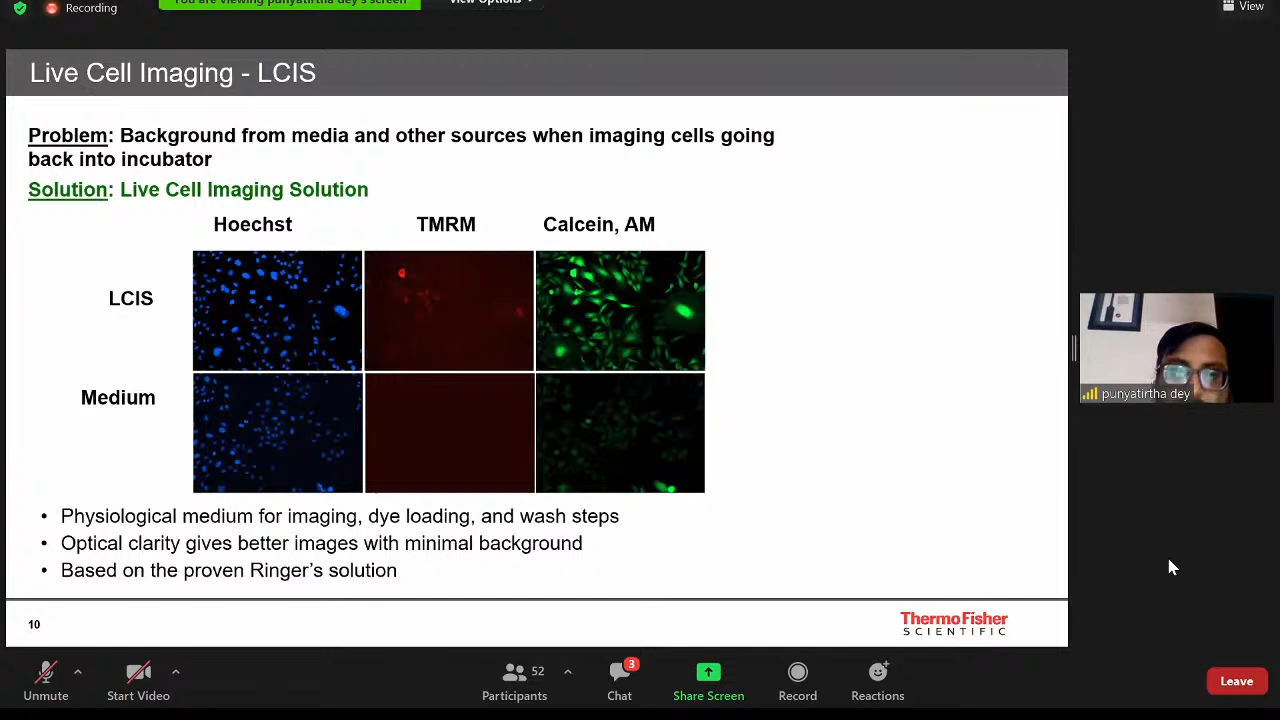 Recording
You are viewing punyatirtha dey's screen
View Options
View
Live Cell Imaging - LCIS
Problem: Background from media and other sources when imaging cells going
back into incubator
Solution: Live Cell Imaging Solution
Hoechst TMRM Calcein, AM
LCIS
Medium
punyatirtha dey
• Physiological medium for imaging, dye loading, and wash steps
• Optical clarity gives better images with minimal background
• Based on the proven Ringer's solution
10
ThermoFisher
SCIENTIFIC
52
3
Unmute
Start Video
Participants
Chat
Share Screen
Record
Reactions
Leave